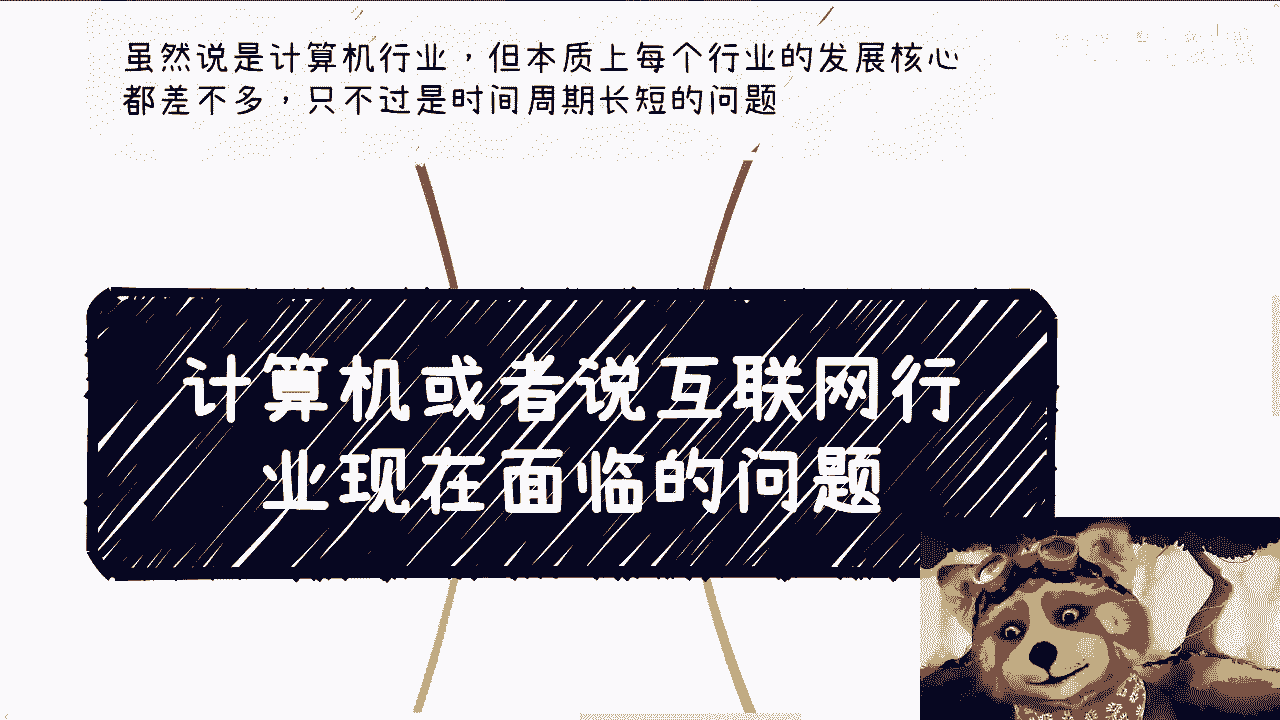 虽然说是计算机行业，但本质上每个行业的发展核心
都差不多，只不过是时间周期长短的问题
计算机或者说互联网行
业现在面临的问题